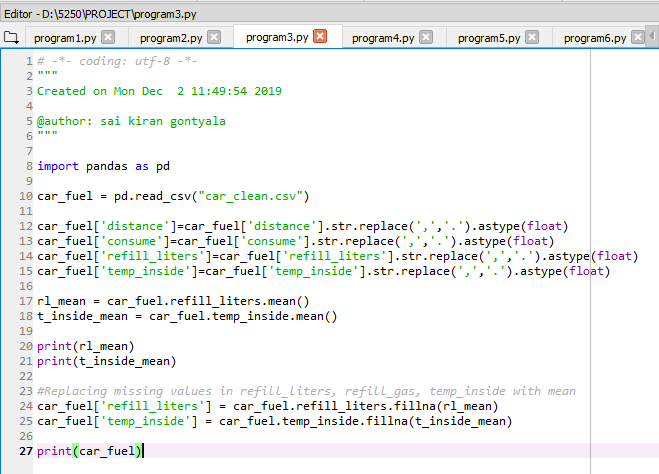 Editor - D:\5250\PROJECT\program3.py
program1.py program2.py program3.py program4.py program5.py program6.py
1 # -*- coding: utf-8 -*-
2 """
3 Created on Mon Dec  2 11:49:54 2019
4
5 @author: sai kiran gontyala
6 """
7
8 import pandas as pd
9
10 car_fuel = pd.read_csv("car_clean.csv")
11
12 car_fuel['distance']=car_fuel['distance'].str.replace(',','.').astype(float)
13 car_fuel['consume']=car_fuel['consume'].str.replace(',','.').astype(float)
14 car_fuel['refill_liters']=car_fuel['refill_liters'].str.replace(',','.').astype(float)
15 car_fuel['temp_inside']=car_fuel['temp_inside'].str.replace(',','.').astype(float)
16
17 rl_mean = car_fuel.refill_liters.mean()
18 t_inside_mean = car_fuel.temp_inside.mean()
19
20 print(rl_mean)
21 print(t_inside_mean)
22
23 #Replacing missing values in refill_liters, refill_gas, temp_inside with mean
24 car_fuel['refill_liters'] = car_fuel.refill_liters.fillna(rl_mean)
25 car_fuel['temp_inside'] = car_fuel.temp_inside.fillna(t_inside_mean)
26
27 print(car_fuel)